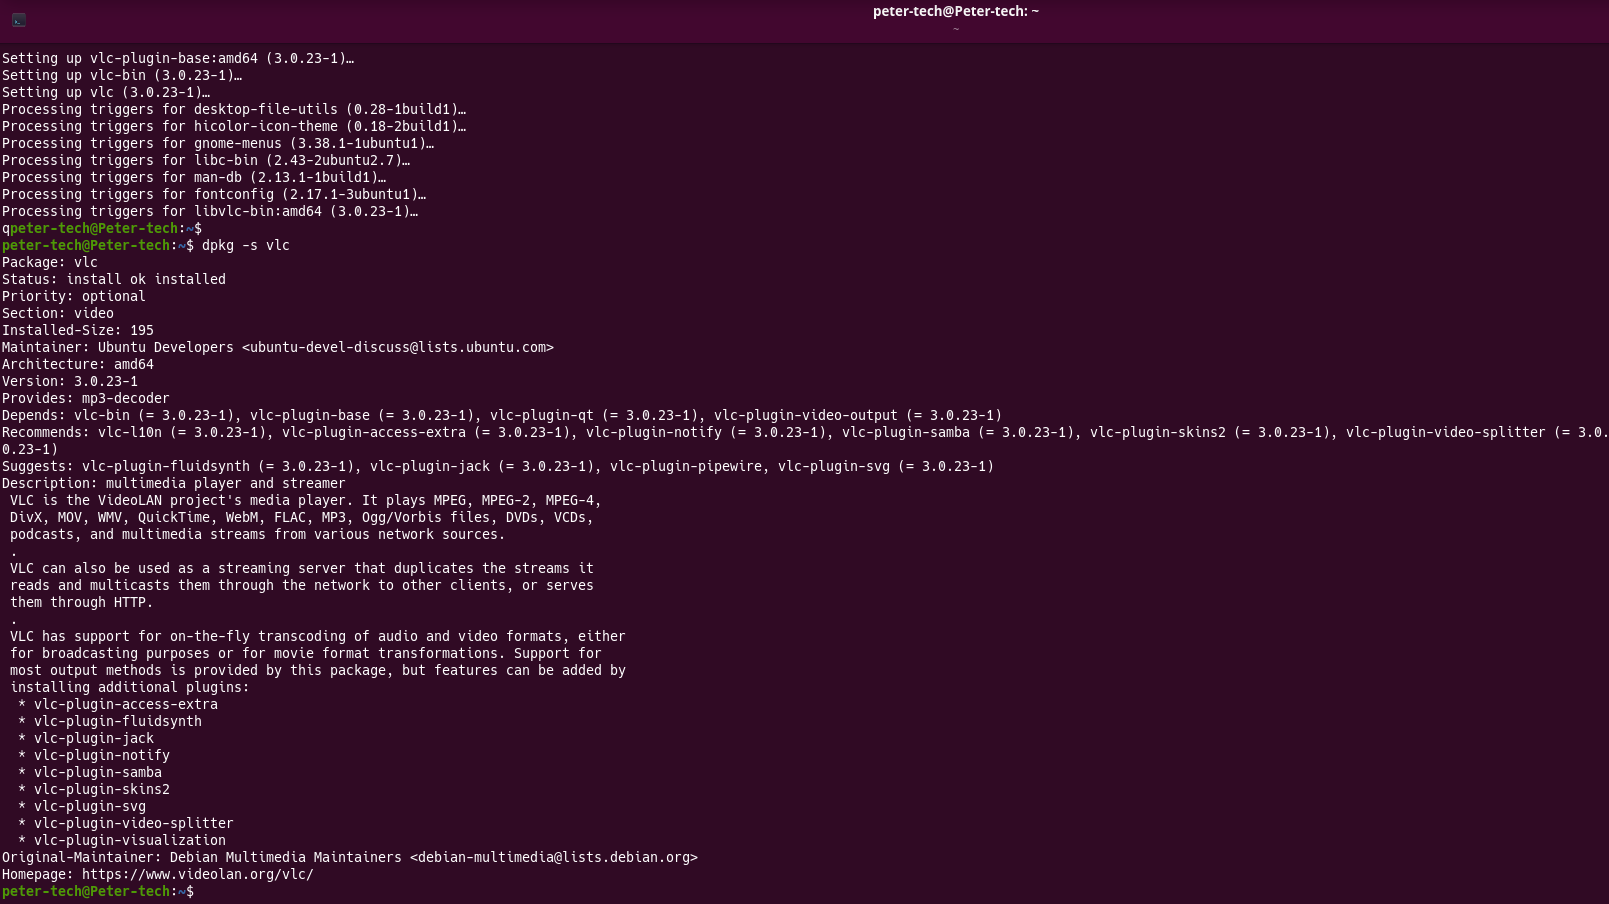 peter-tech@Peter-tech: ~
~
Setting up vlc-plugin-base:amd64 (3.0.23-1)…
Setting up vlc-bin (3.0.23-1)…
Setting up vlc (3.0.23-1)…
Processing triggers for desktop-file-utils (0.28-1build1)…
Processing triggers for hicolor-icon-theme (0.18-2build1)…
Processing triggers for gnome-menus (3.38.1-1ubuntu1)…
Processing triggers for libc-bin (2.43-2ubuntu2.7)…
Processing triggers for man-db (2.13.1-1build1)…
Processing triggers for fontconfig (2.17.1-3ubuntu1)…
Processing triggers for libvlc-bin:amd64 (3.0.23-1)…
qpeter-tech@Peter-tech:~$
peter-tech@Peter-tech:~$ dpkg -s vlc
Package: vlc
Status: install ok installed
Priority: optional
Section: video
Installed-Size: 195
Maintainer: Ubuntu Developers <ubuntu-devel-discuss@lists.ubuntu.com>
Architecture: amd64
Version: 3.0.23-1
Provides: mp3-decoder
Depends: vlc-bin (= 3.0.23-1), vlc-plugin-base (= 3.0.23-1), vlc-plugin-qt (= 3.0.23-1), vlc-plugin-video-output (= 3.0.23-1)
Recommends: vlc-l10n (= 3.0.23-1), vlc-plugin-access-extra (= 3.0.23-1), vlc-plugin-notify (= 3.0.23-1), vlc-plugin-samba (= 3.0.23-1), vlc-plugin-skins2 (= 3.0.23-1), vlc-plugin-video-splitter (= 3.0.
0.23-1)
Suggests: vlc-plugin-fluidsynth (= 3.0.23-1), vlc-plugin-jack (= 3.0.23-1), vlc-plugin-pipewire, vlc-plugin-svg (= 3.0.23-1)
Description: multimedia player and streamer
 VLC is the VideoLAN project's media player. It plays MPEG, MPEG-2, MPEG-4,
 DivX, MOV, WMV, QuickTime, WebM, FLAC, MP3, Ogg/Vorbis files, DVDs, VCDs,
 podcasts, and multimedia streams from various network sources.
 .
 VLC can also be used as a streaming server that duplicates the streams it
 reads and multicasts them through the network to other clients, or serves
 them through HTTP.
 .
 VLC has support for on-the-fly transcoding of audio and video formats, either
 for broadcasting purposes or for movie format transformations. Support for
 most output methods is provided by this package, but features can be added by
 installing additional plugins:
  * vlc-plugin-access-extra
  * vlc-plugin-fluidsynth
  * vlc-plugin-jack
  * vlc-plugin-notify
  * vlc-plugin-samba
  * vlc-plugin-skins2
  * vlc-plugin-svg
  * vlc-plugin-video-splitter
  * vlc-plugin-visualization
Original-Maintainer: Debian Multimedia Maintainers <debian-multimedia@lists.debian.org>
Homepage: https://www.videolan.org/vlc/
peter-tech@Peter-tech:~$